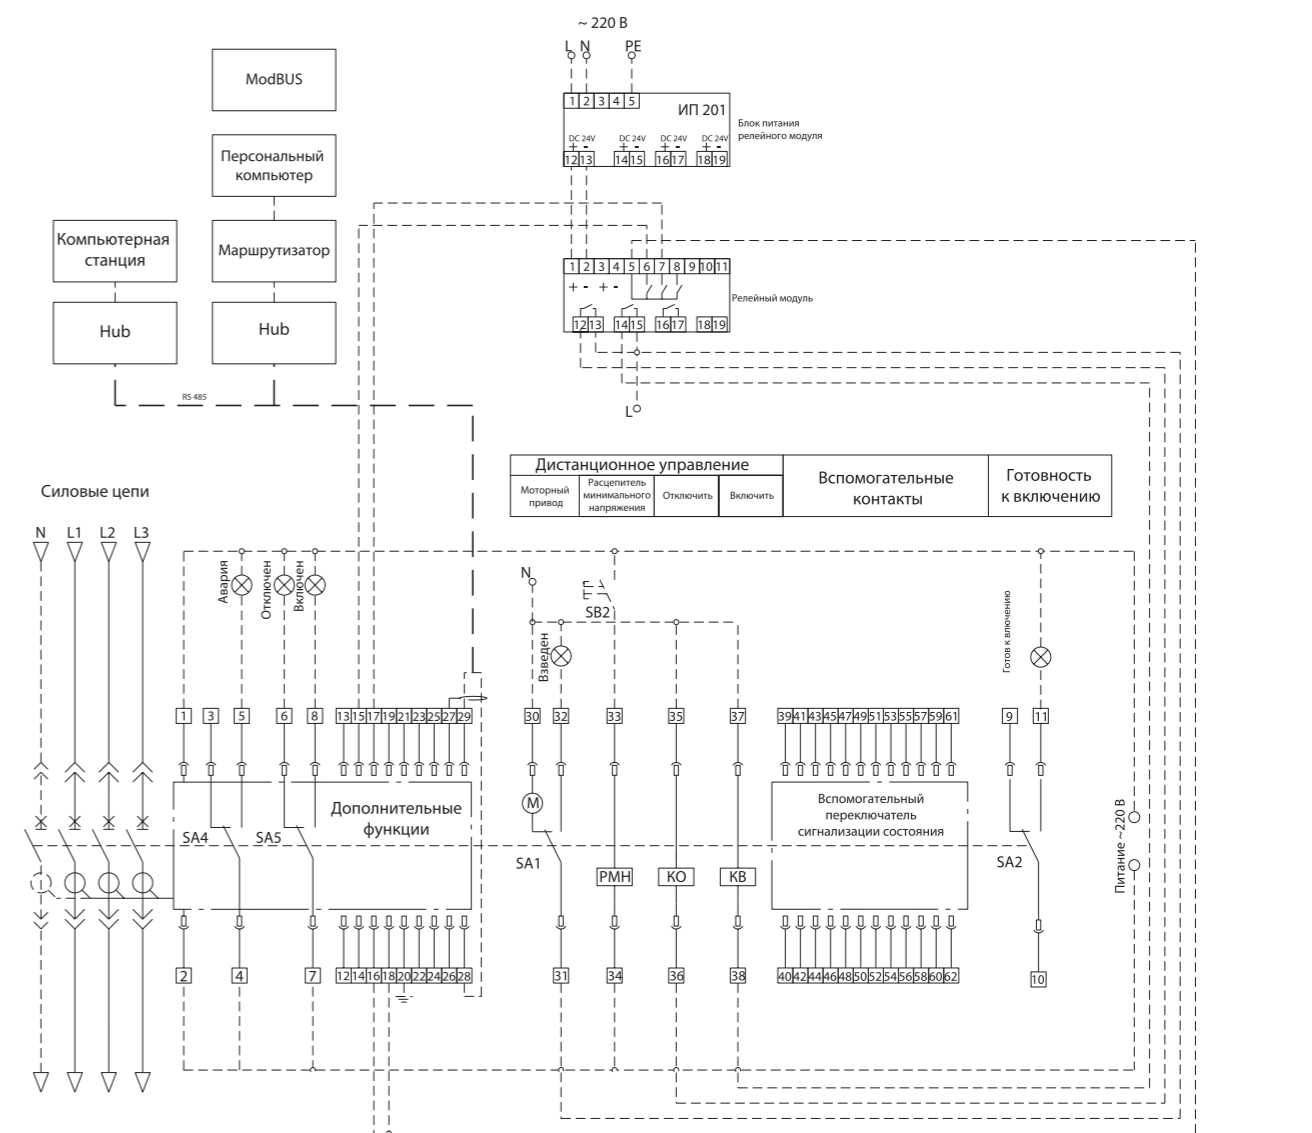 ~ 220 В
L N PE
ModBUS
1 2 3 4 5
ИП 201
Блок питания
релейного модуля
DC 24V DC 24V DC 24V DC 24V
+ - + - + - + -
12 13 14 15 16 17 18 19
Персональный
компьютер
Компьютерная
станция
Маршрутизатор
1 2 3 4 5 6 7 8 9 10 11
+ - + -
Релейный модуль
Hub
Hub
12 13 14 15 16 17 18 19
RS 485
L
Дистанционное управление
Моторный
привод
Расцепитель
минимального
напряжения
Отключить
Включить
Вспомогательные
контакты
Готовность
к включению
Силовые цепи
N L1 L2 L3
Авария
Отключен
Включен
N
SB2
Взведен
Готов к влючению
1 3 5 6 8 13 15 17 19 21 23 25 27 29 30 32 33 35 37 39 41 43 45 47 49 51 53 55 57 59 61 9 11
Дополнительные
функции
M
Вспомогательный
переключатель
сигнализации состояния
Питание ~220 В
SA4
SA5
SA1
SA2
РМН
КО
КВ
2 4 7 12 14 16 18 20 22 24 26 28 31 34 36 38 40 42 44 46 48 50 52 54 56 58 60 62 10